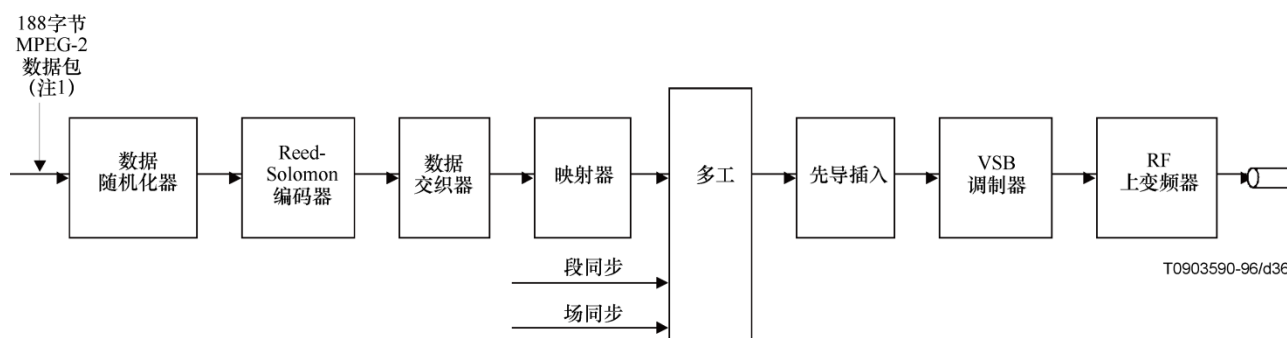 188字节
MPEG-2
数据包
(注1)
数据
随机化器
Reed-
Solomon
编码器
数据
交织器
映射器
多工
先导插入
VSB
调制器
RF
上变频器
段同步
场同步
T0903590-96/d36